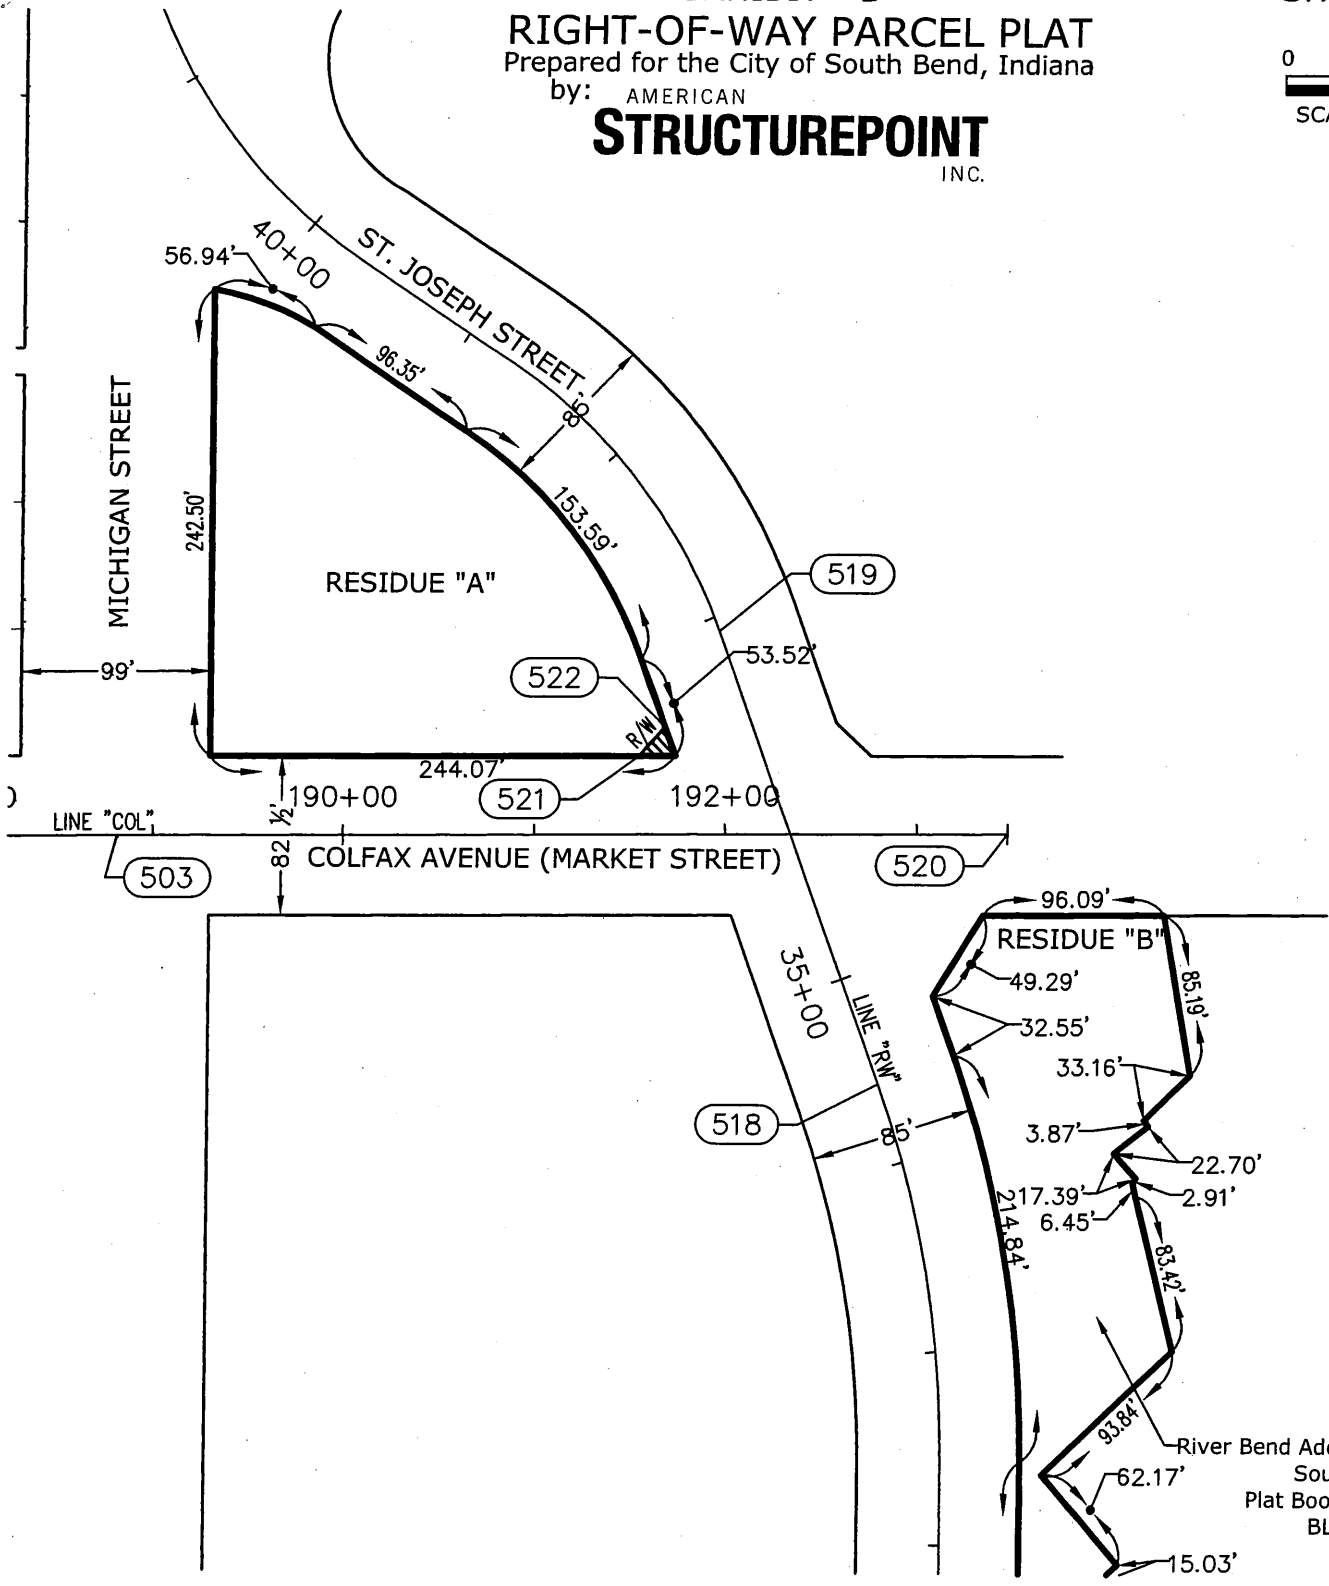 RIGHT-OF-WAY PARCEL PLAT
Prepared for the City of South Bend, Indiana
by: AMERICAN
STRUCTUREPOINT
INC.
0
40+00
ST. JOSEPH STREET
56.94'
96.35'
85'
MICHIGAN STREET
242.50'
153.59'
RESIDUE "A"
519
99'
522
53.52'
R/W
244.07'
521
190+00
192+00
LINE "COL"
82 ½'
COLFAX AVENUE (MARKET STREET)
503
520
96.09'
RESIDUE "B"
49.29'
85.19'
35+00
LINE "RW"
32.55'
33.16'
518
85'
3.87'
22.70'
217.39'
2.91'
6.45'
214.84'
83.42'
93.84'
River Bend
62.17'
Plat
15.03'